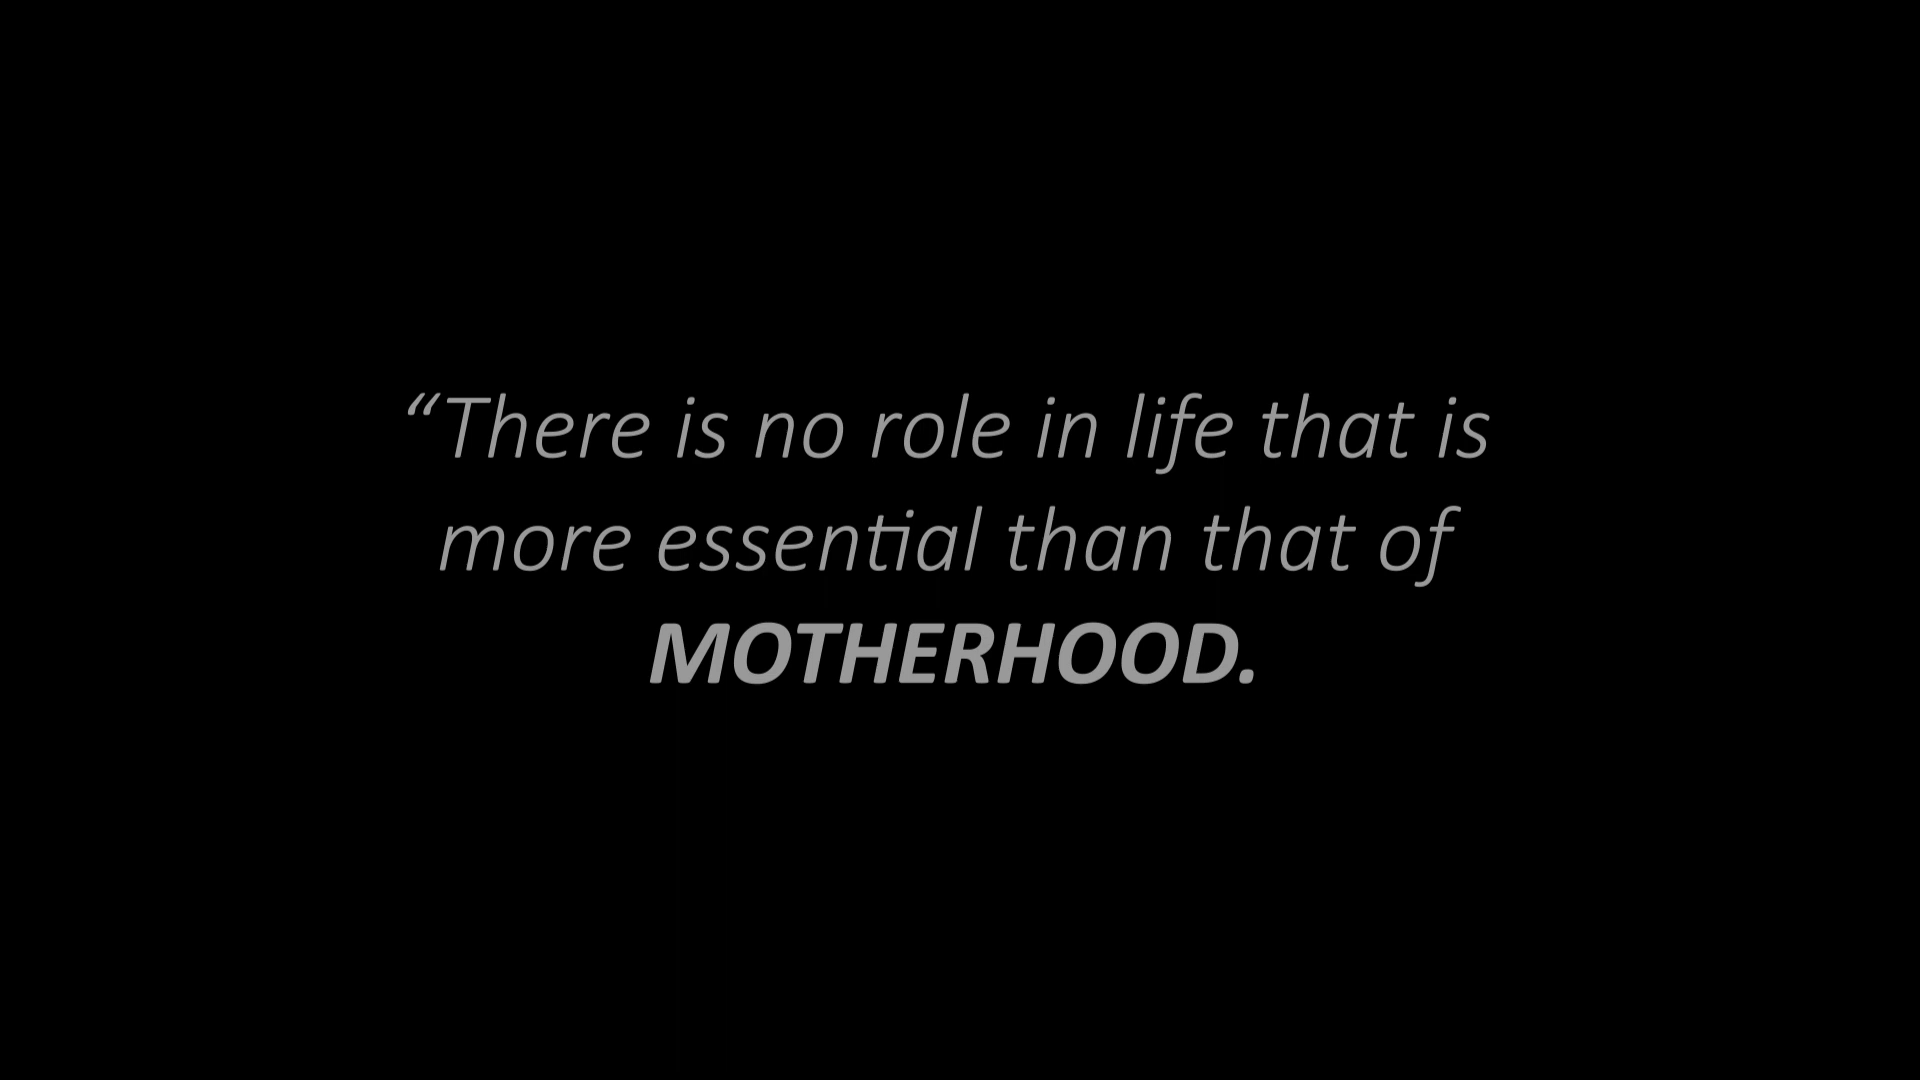 “There is no role in life that is
more essential than that of
MOTHERHOOD.